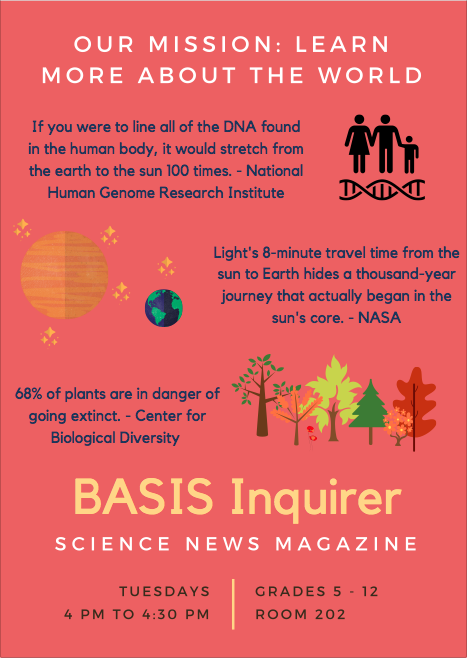 OUR MISSION: LEARN
MORE ABOUT THE WORLD
If you were to line all of the DNA found
in the human body, it would stretch from
the earth to the sun 100 times. - National
Human Genome Research Institute
Light's 8-minute travel time from the
sun to Earth hides a thousand-year
journey that actually began in the
sun's core. - NASA
68% of plants are in danger of
going extinct. - Center for
Biological Diversity
BASIS Inquirer
SCIENCE NEWS MAGAZINE
TUESDAYS
4 PM TO 4:30 PM
GRADES 5 - 12
ROOM 202